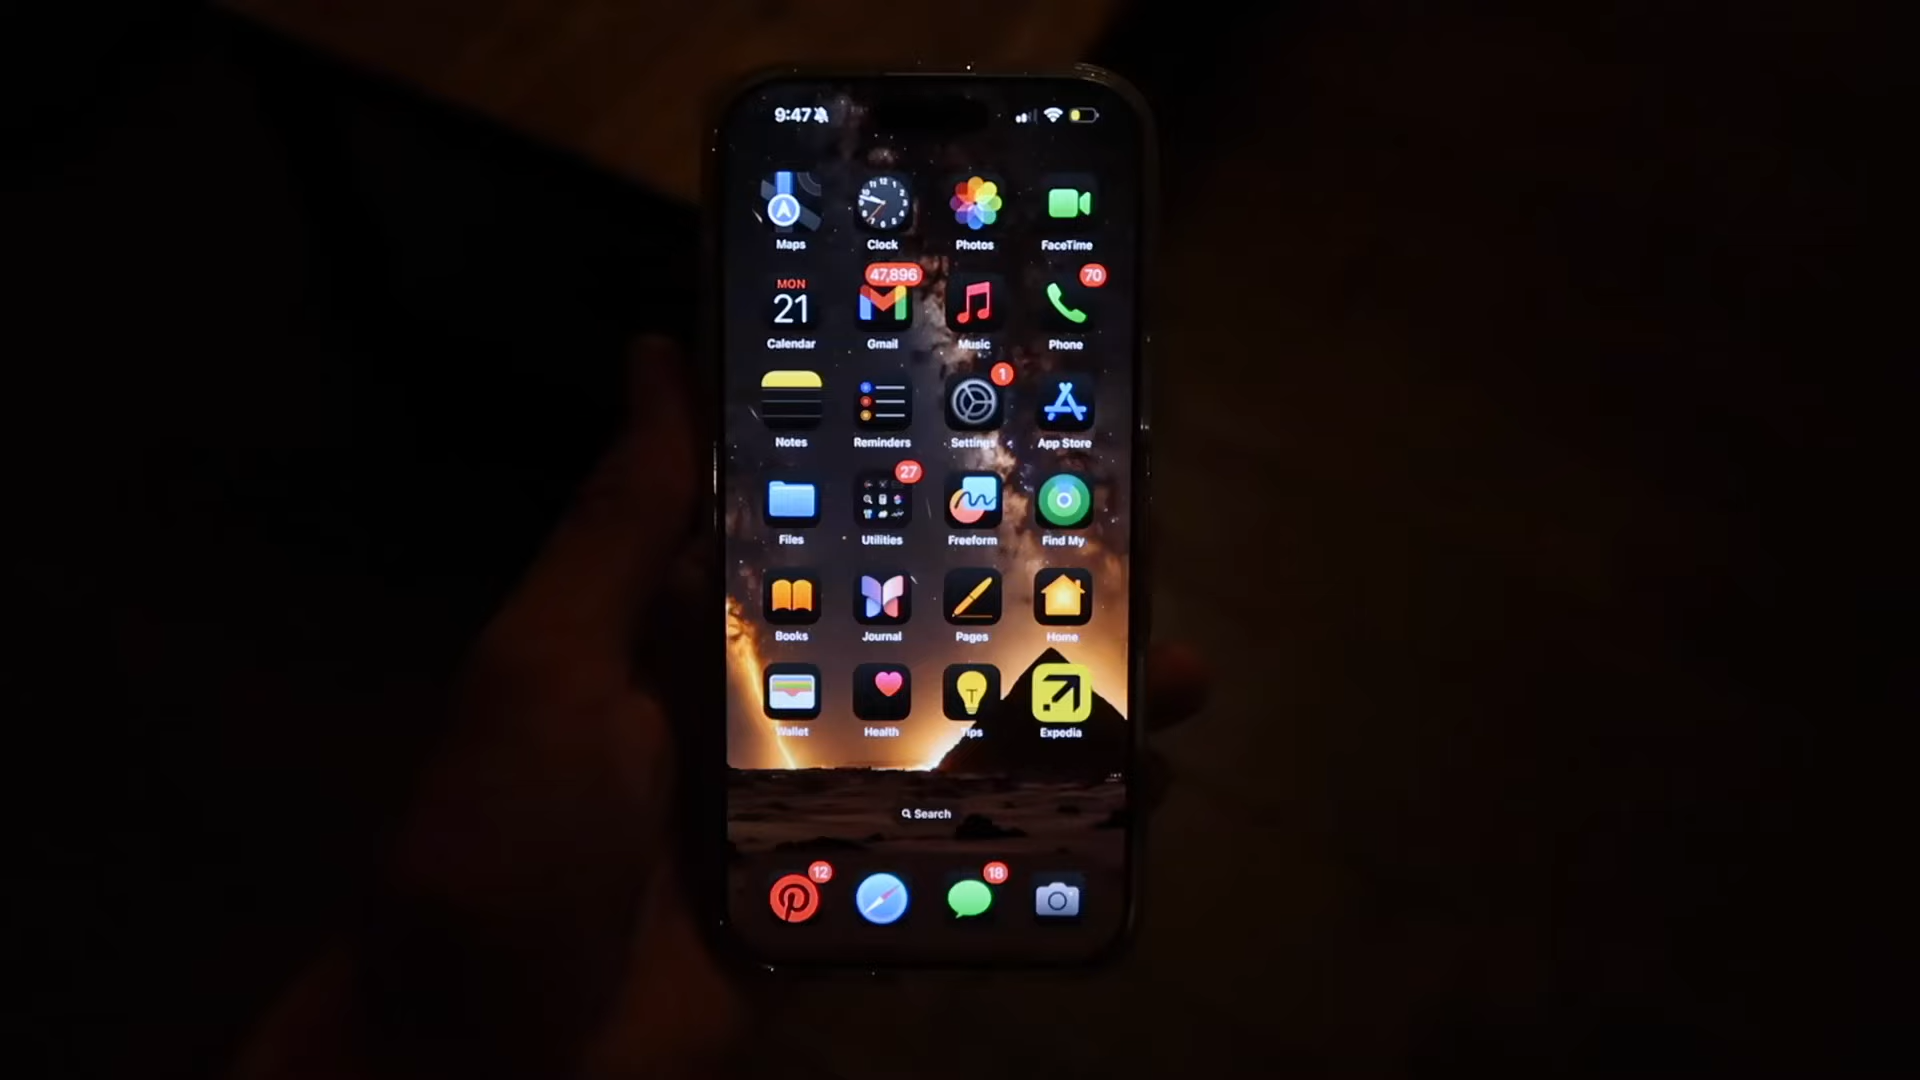 9:47
Maps Clock Photos FaceTime
47,896 70
MON
21
Calendar Gmail Music Phone
1
Notes Reminders Settings App Store
27
Files Utilities Freeform Find My
Books Journal Pages Home
Wallet Health Tips Expedia
Search
12 18